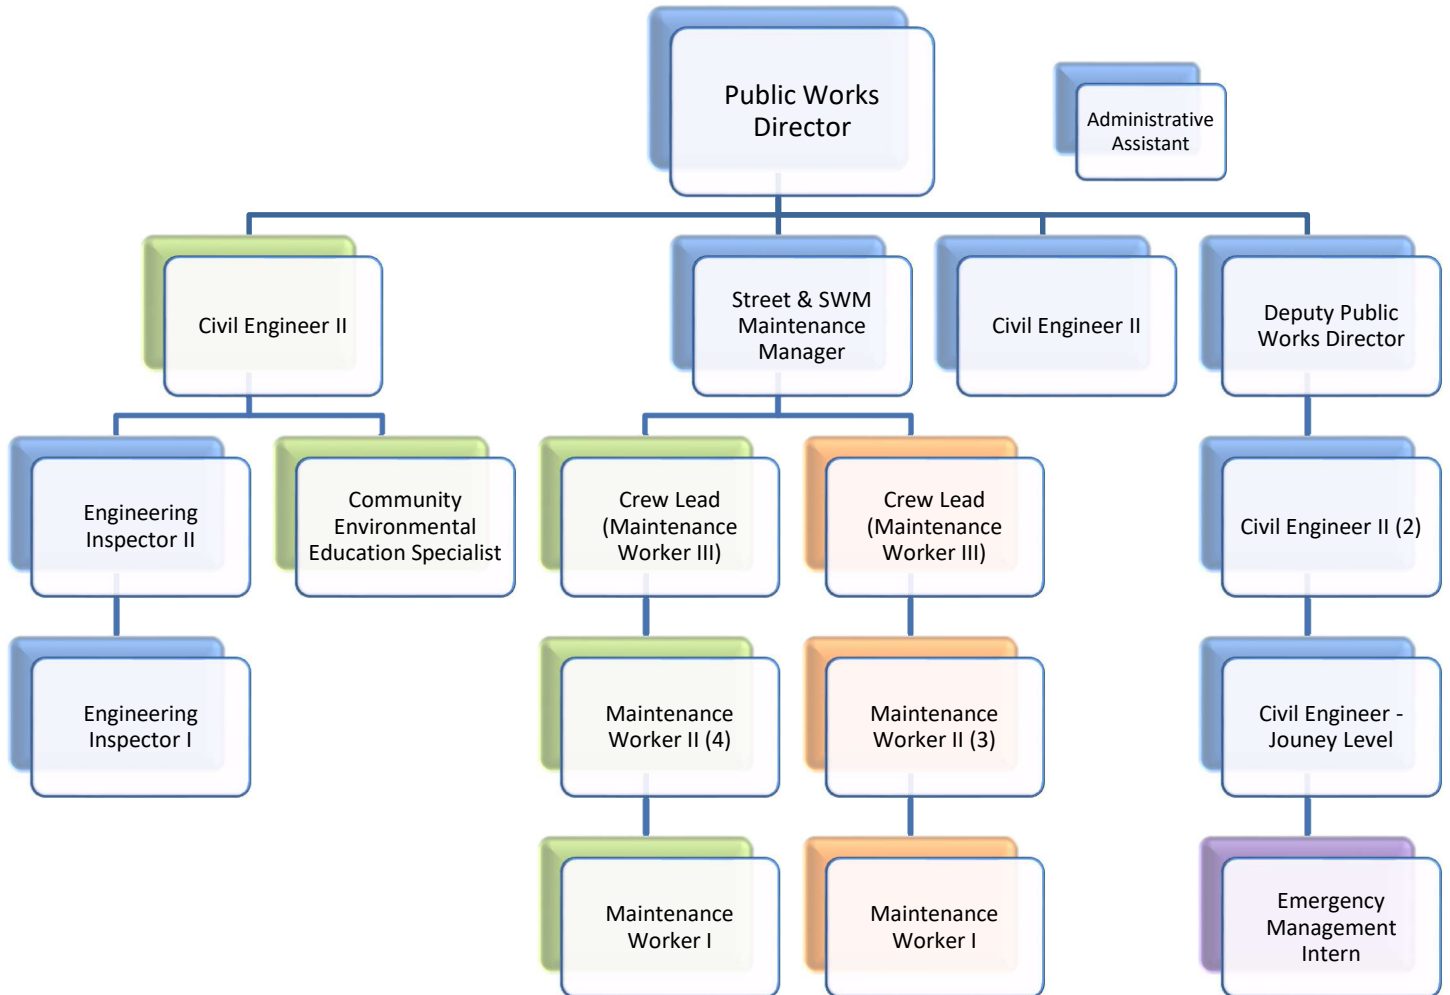 Public Works
Director
Administrative
Assistant
Civil Engineer II
Street & SWM
Maintenance
Manager
Civil Engineer II
Deputy Public
Works Director
Engineering
Inspector II
Community
Environmental
Education Specialist
Crew Lead
(Maintenance
Worker III)
Crew Lead
(Maintenance
Worker III)
Civil Engineer II (2)
Engineering
Inspector I
Maintenance
Worker II (4)
Maintenance
Worker II (3)
Civil Engineer -
Jouney Level
Maintenance
Worker I
Maintenance
Worker I
Emergency
Management
Intern